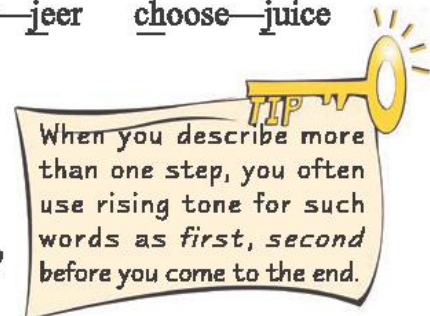 —jeer choose—juice
TIP
When you describe more
than one step, you often
use rising tone for such
words as first, second
before you come to the end.